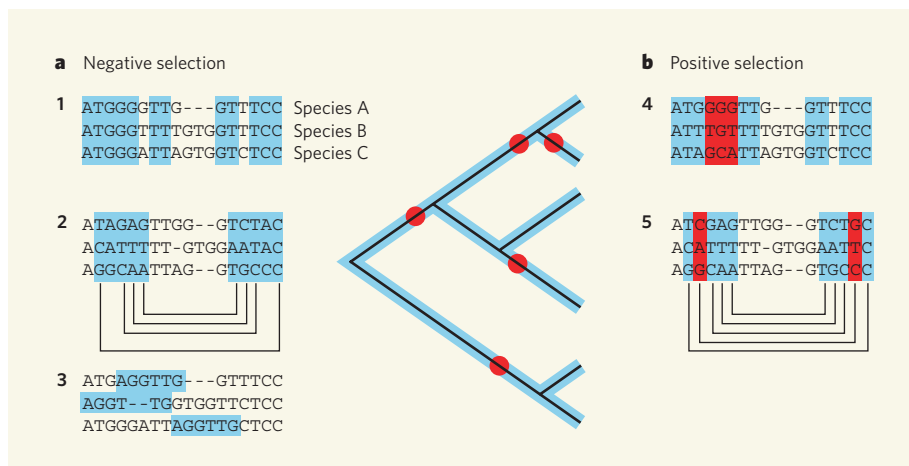 a Negative selection
1 ATGGGGTTG---GTTTCC Species A
ATGGGTTTTGTGGTTTCC Species B
ATGGGATTAGTGGTCTCC Species C
2 ATAGAGTTGG--GTCTAC
ACATTTTT-GTGGAATAC
AGGCAATTAG--GTGCCC
3 ATGAGGTTG---GTTTCC
AGGT--TGGTGGTTCTCC
ATGGGATTAGGTTGCTCC
b Positive selection
4 ATGGGGTTG---GTTTCC
ATTTGTTTTGTGGTTTCC
ATAGCATTAGTGGTCTCC
5 ATCGAGTTGG--GTCTGC
ACATTTTT-GTGGAATTC
AGGCAATTAG--GTGCCC